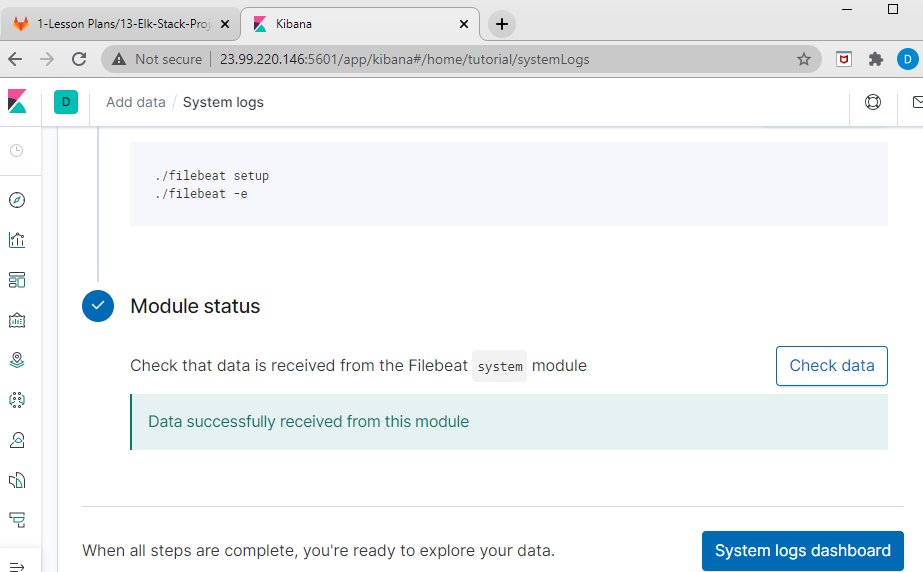 1-Lesson Plans/13-Elk-Stack-Proj
Kibana
Not secure
23.99.220.146:5601/app/kibana#/home/tutorial/systemLogs
D
D
Add data / System logs
./filebeat setup
./filebeat -e
Module status
Check that data is received from the Filebeat system module
Check data
Data successfully received from this module
When all steps are complete, you're ready to explore your data.
System logs dashboard